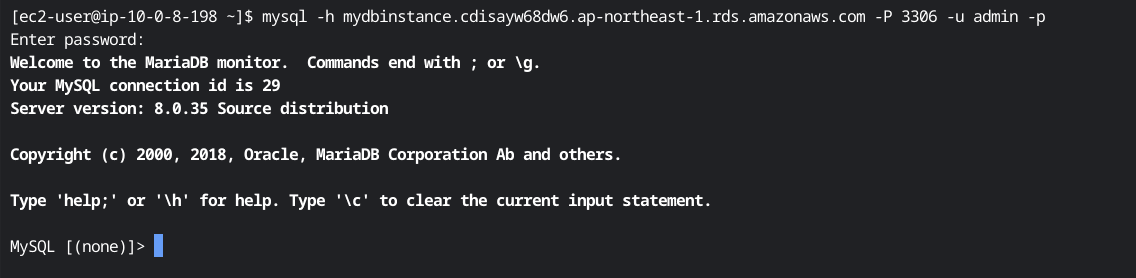 [ec2-user@ip-10-0-8-198 ~]$ mysql -h mydbinstance.cdisayw68dw6.ap-northeast-1.rds.amazonaws.com -P 3306 -u admin -p
Enter password:
Welcome to the MariaDB monitor.  Commands end with ; or \g.
Your MySQL connection id is 29
Server version: 8.0.35 Source distribution
Copyright (c) 2000, 2018, Oracle, MariaDB Corporation Ab and others.
Type 'help;' or '\h' for help. Type '\c' to clear the current input statement.
MySQL [(none)]>